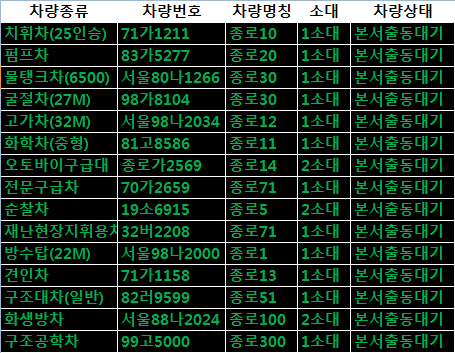 차량종류 차량번호 차량명칭 소대 차량상태
치휘차(25인승) 71가1211 종로10 1소대 본서출동대기
펌프차 83가5277 종로20 1소대 본서출동대기
물탱크차(6500) 서울80나1266 종로30 1소대 본서출동대기
굴절차(27M) 98가8104 종로30 1소대 본서출동대기
고가차(32M) 서울98나2034 종로12 1소대 본서출동대기
화학차(중형) 81고8586 종로11 1소대 본서출동대기
오토바이구급대 종로가2569 종로14 2소대 본서출동대기
전문구급차 70가2659 종로71 1소대 본서출동대기
순찰차 19소6915 종로5 2소대 본서출동대기
재난현장지휘용차 32버2208 종로71 1소대 본서출동대기
방수탑(22M) 서울98나2000 종로1 1소대 본서출동대기
견인차 71가1158 종로13 1소대 본서출동대기
구조대차(일반) 82러9599 종로51 1소대 본서출동대기
화생방차 서울88나2024 종로100 2소대 본서출동대기
구조공학차 99고5000 종로300 1소대 본서출동대기